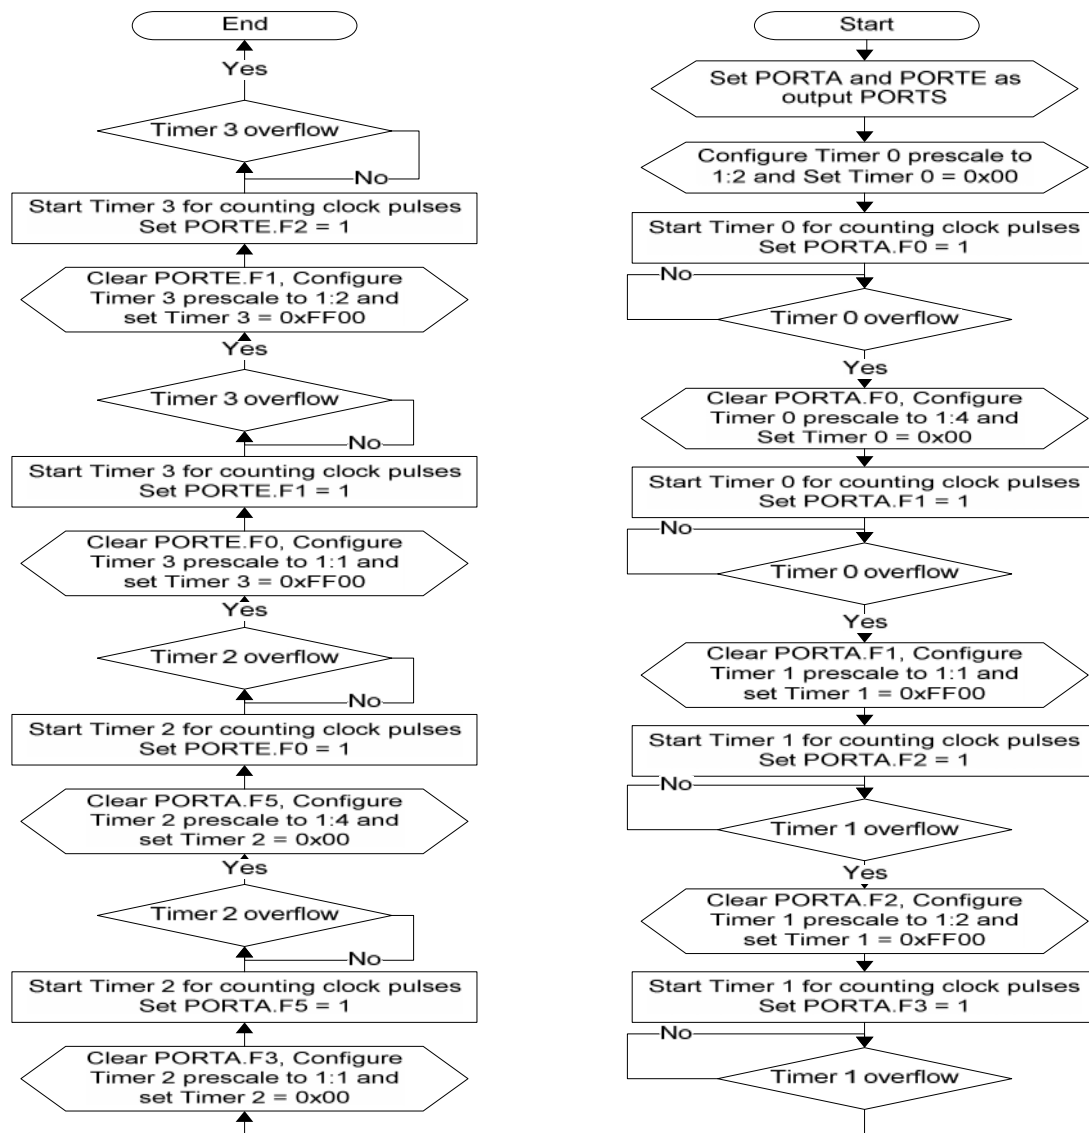 Start
Set PORTA and PORTE as
output PORTS
Configure Timer 0 prescale to
1:2 and Set Timer 0 = 0x00
Start Timer 0 for counting clock pulses
Set PORTA.F0 = 1
No
Timer 0 overflow
Yes
Clear PORTA.F0, Configure
Timer 0 prescale to 1:4 and
Set Timer 0 = 0x00
Start Timer 0 for counting clock pulses
Set PORTA.F1 = 1
No
Timer 0 overflow
Yes
Clear PORTA.F1, Configure
Timer 1 prescale to 1:1 and
set Timer 1 = 0xFF00
Start Timer 1 for counting clock pulses
Set PORTA.F2 = 1
No
Timer 1 overflow
Yes
Clear PORTA.F2, Configure
Timer 1 prescale to 1:2 and
set Timer 1 = 0xFF00
Start Timer 1 for counting clock pulses
Set PORTA.F3 = 1
No
Timer 1 overflow
Clear PORTA.F3, Configure
Timer 2 prescale to 1:1 and
set Timer 2 = 0x00
Start Timer 2 for counting clock pulses
Set PORTA.F5 = 1
No
Timer 2 overflow
Yes
Clear PORTA.F5, Configure
Timer 2 prescale to 1:4 and
set Timer 2 = 0x00
Start Timer 2 for counting clock pulses
Set PORTE.F0 = 1
No
Timer 2 overflow
Yes
Clear PORTE.F0, Configure
Timer 3 prescale to 1:1 and
set Timer 3 = 0xFF00
Start Timer 3 for counting clock pulses
Set PORTE.F1 = 1
No
Timer 3 overflow
Yes
Clear PORTE.F1, Configure
Timer 3 prescale to 1:2 and
set Timer 3 = 0xFF00
Start Timer 3 for counting clock pulses
Set PORTE.F2 = 1
No
Timer 3 overflow
Yes
End